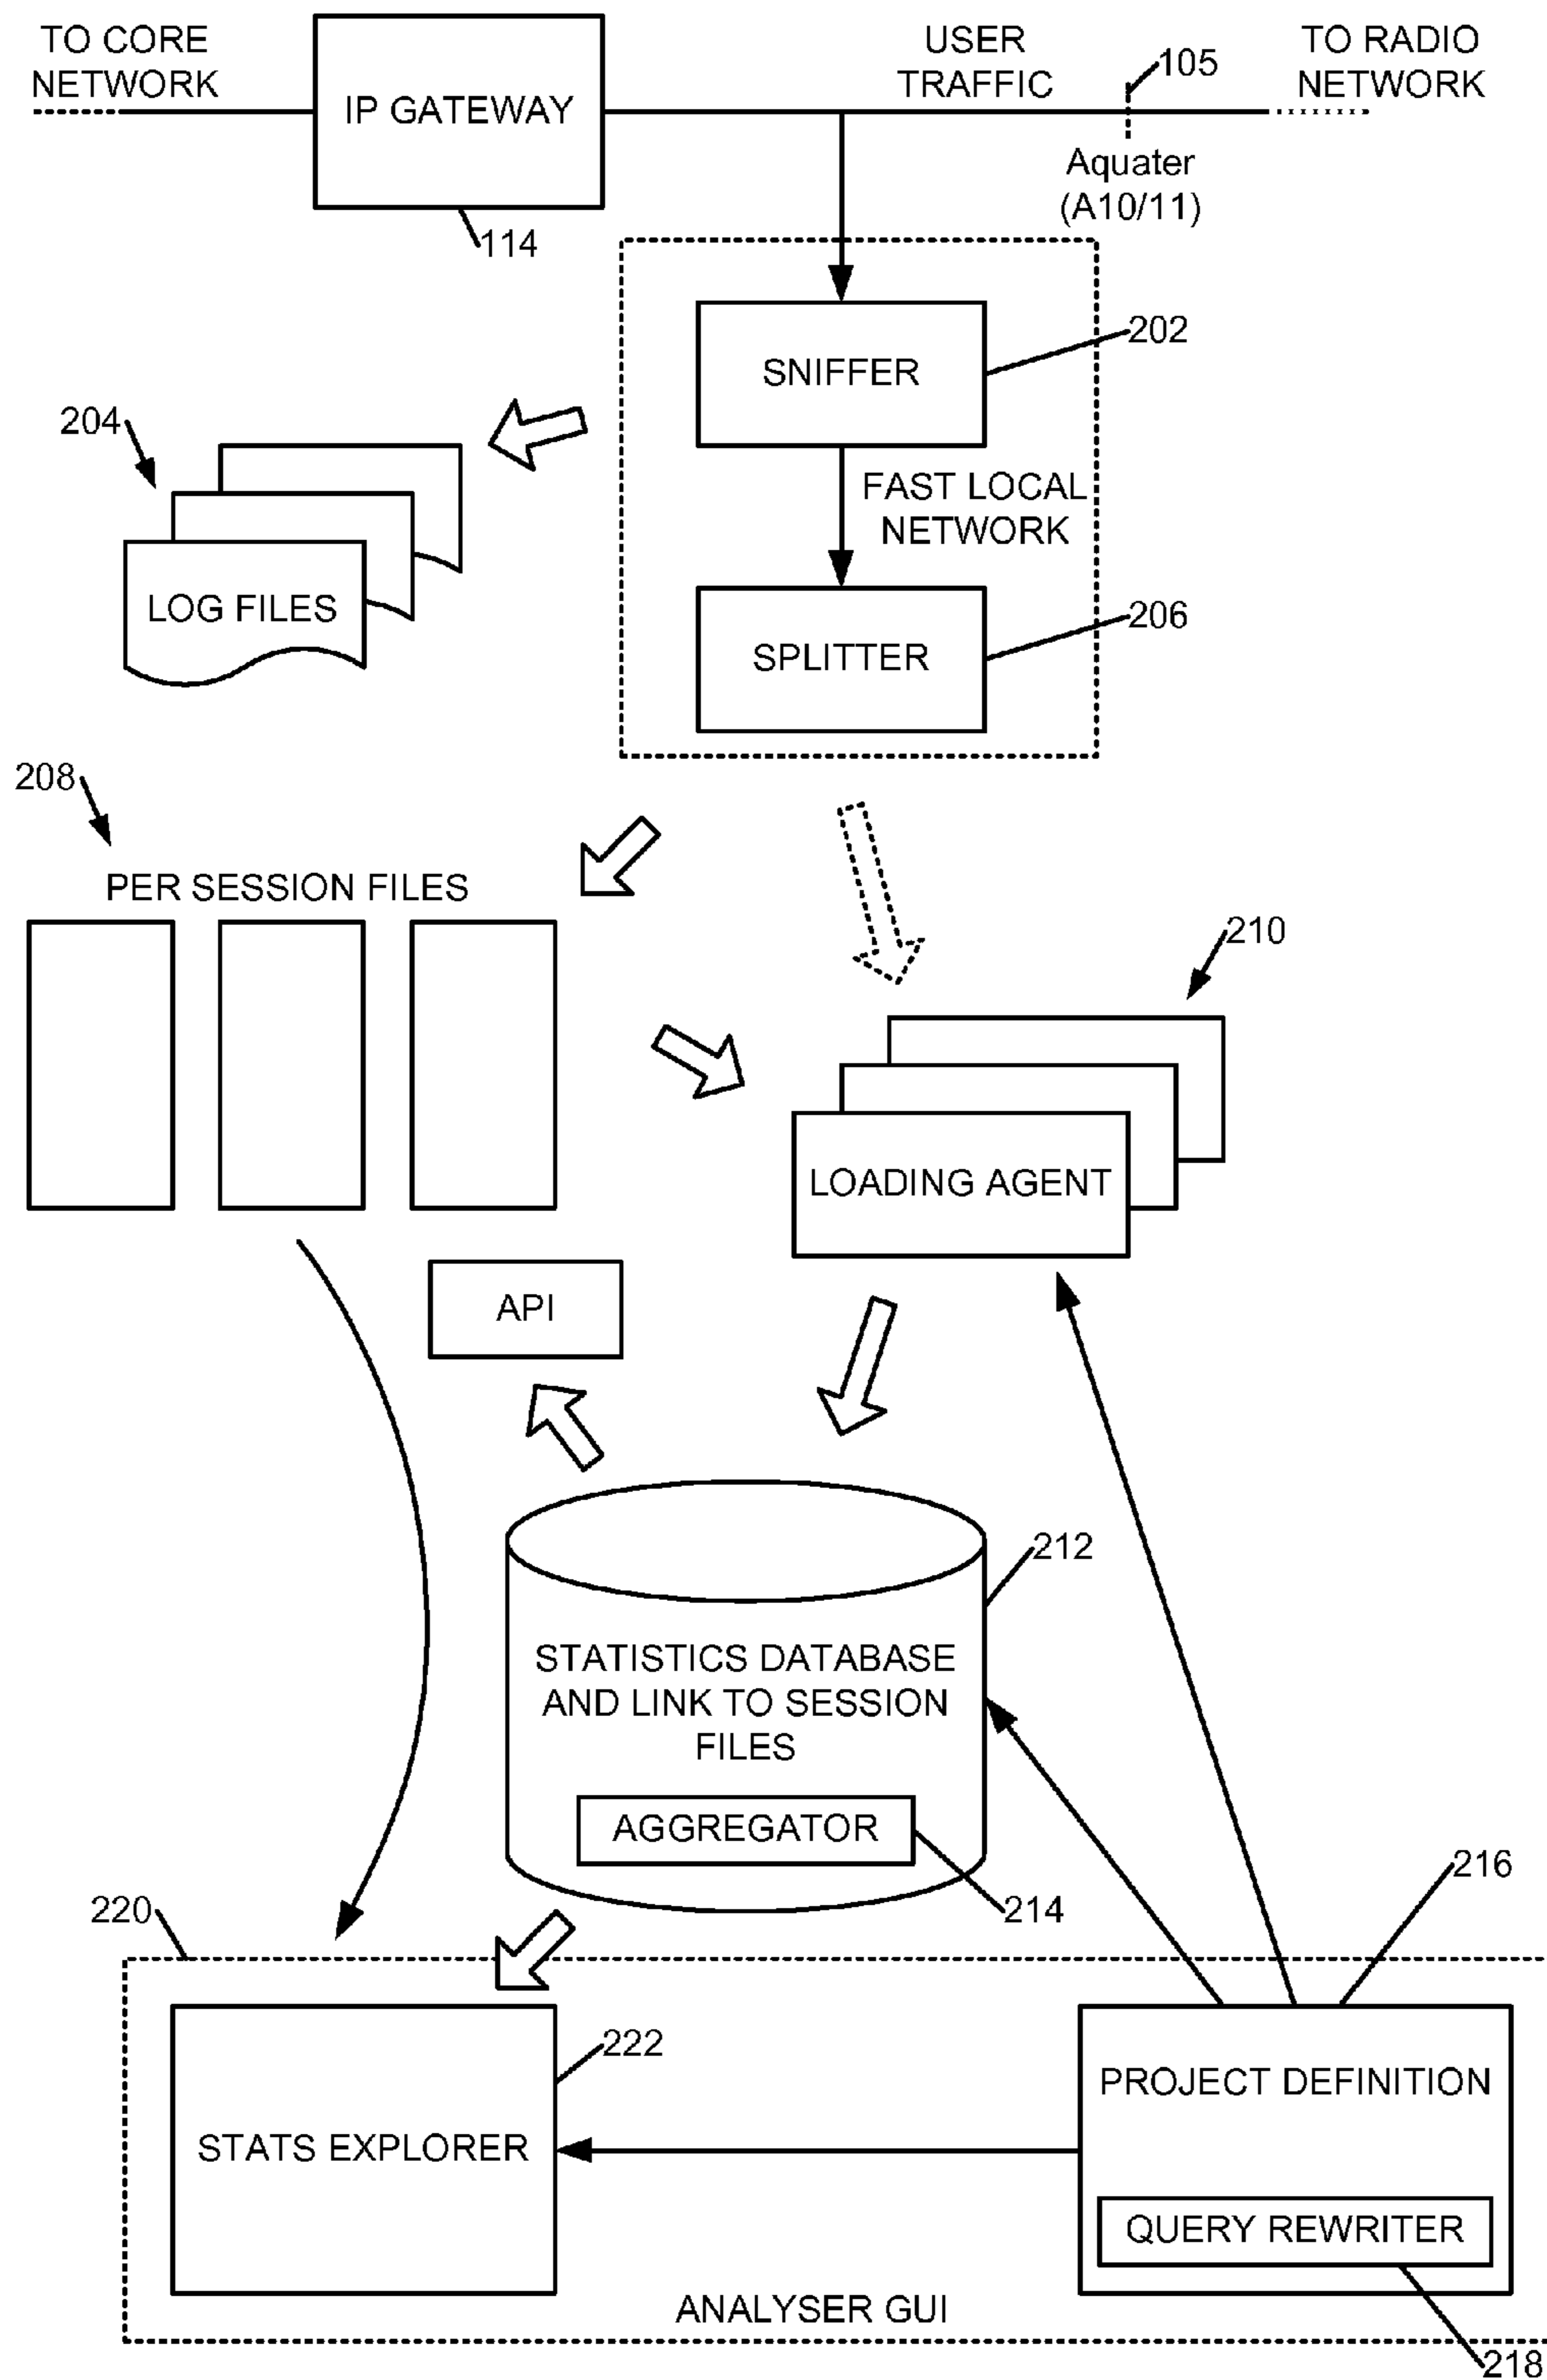 TO CORE
NETWORK
IP GATEWAY
USER
TRAFFIC
105
TO RADIO
NETWORK
Aquater
(A10/11)
114
SNIFFER
202
204
FAST LOCAL
NETWORK
LOG FILES
SPLITTER
206
208
PER SESSION FILES
210
LOADING AGENT
API
212
STATISTICS DATABASE
AND LINK TO SESSION
FILES
AGGREGATOR
214
216
220
222
PROJECT DEFINITION
STATS EXPLORER
QUERY REWRITER
ANALYSER GUI
218